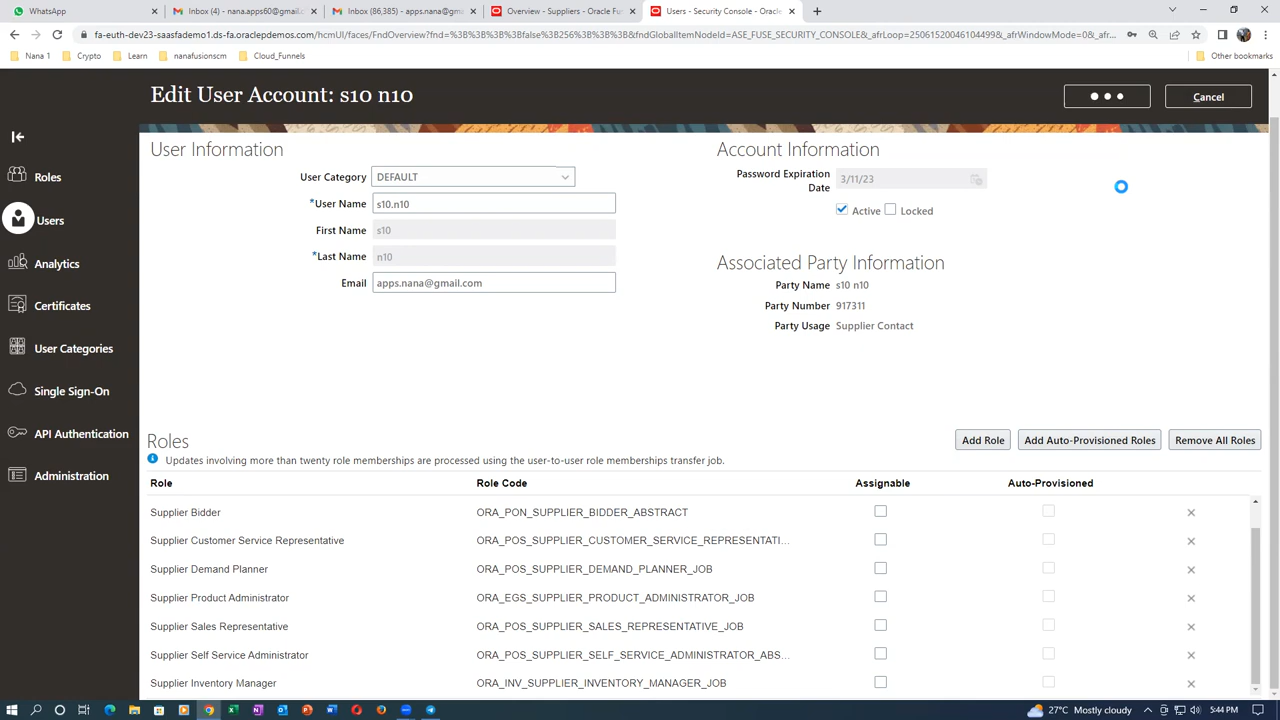 WhatsApp
Inbox (4) - nana.apps60@gmail.c
Inbox (86,385) - apps.nana@gma
Overview - Suppliers - Oracle Fu
Users - Security Console - Oracle
fa-euth-dev23-saasfademo1.ds-fa.oraclepdemos.com/hcmUI/faces/FndOverview?fnd=%3B%3B%3B%3Bfalse%3B256%3B%3B%3B&fndGlobalItemNodeId=ASE_FUSE_SECURITY_CONSOLE&_afrLoop=25061520046104499&_afrWindowMode=0&_afr...
Nana 1
Crypto
Learn
nanafusionscm
Cloud_Funnels
Other bookmarks
Edit User Account: s10 n10
Cancel
Roles
Users
Analytics
Certificates
User Categories
Single Sign-On
API Authentication
Administration
User Information
User Category DEFAULT
*User Name s10.n10
First Name s10
*Last Name n10
Email apps.nana@gmail.com
Account Information
Password Expiration
Date
3/11/23
Active Locked
Associated Party Information
Party Name s10 n10
Party Number 917311
Party Usage Supplier Contact
Roles
Add Role
Add Auto-Provisioned Roles
Remove All Roles
Updates involving more than twenty role memberships are processed using the user-to-user role memberships transfer job.
Role Role Code Assignable Auto-Provisioned
Supplier Bidder ORA_PON_SUPPLIER_BIDDER_ABSTRACT
Supplier Customer Service Representative ORA_POS_SUPPLIER_CUSTOMER_SERVICE_REPRESENTATI...
Supplier Demand Planner ORA_POS_SUPPLIER_DEMAND_PLANNER_JOB
Supplier Product Administrator ORA_EGS_SUPPLIER_PRODUCT_ADMINISTRATOR_JOB
Supplier Sales Representative ORA_POS_SUPPLIER_SALES_REPRESENTATIVE_JOB
Supplier Self Service Administrator ORA_POS_SUPPLIER_SELF_SERVICE_ADMINISTRATOR_ABS...
Supplier Inventory Manager ORA_INV_SUPPLIER_INVENTORY_MANAGER_JOB
27°C Mostly cloudy
5:44 PM